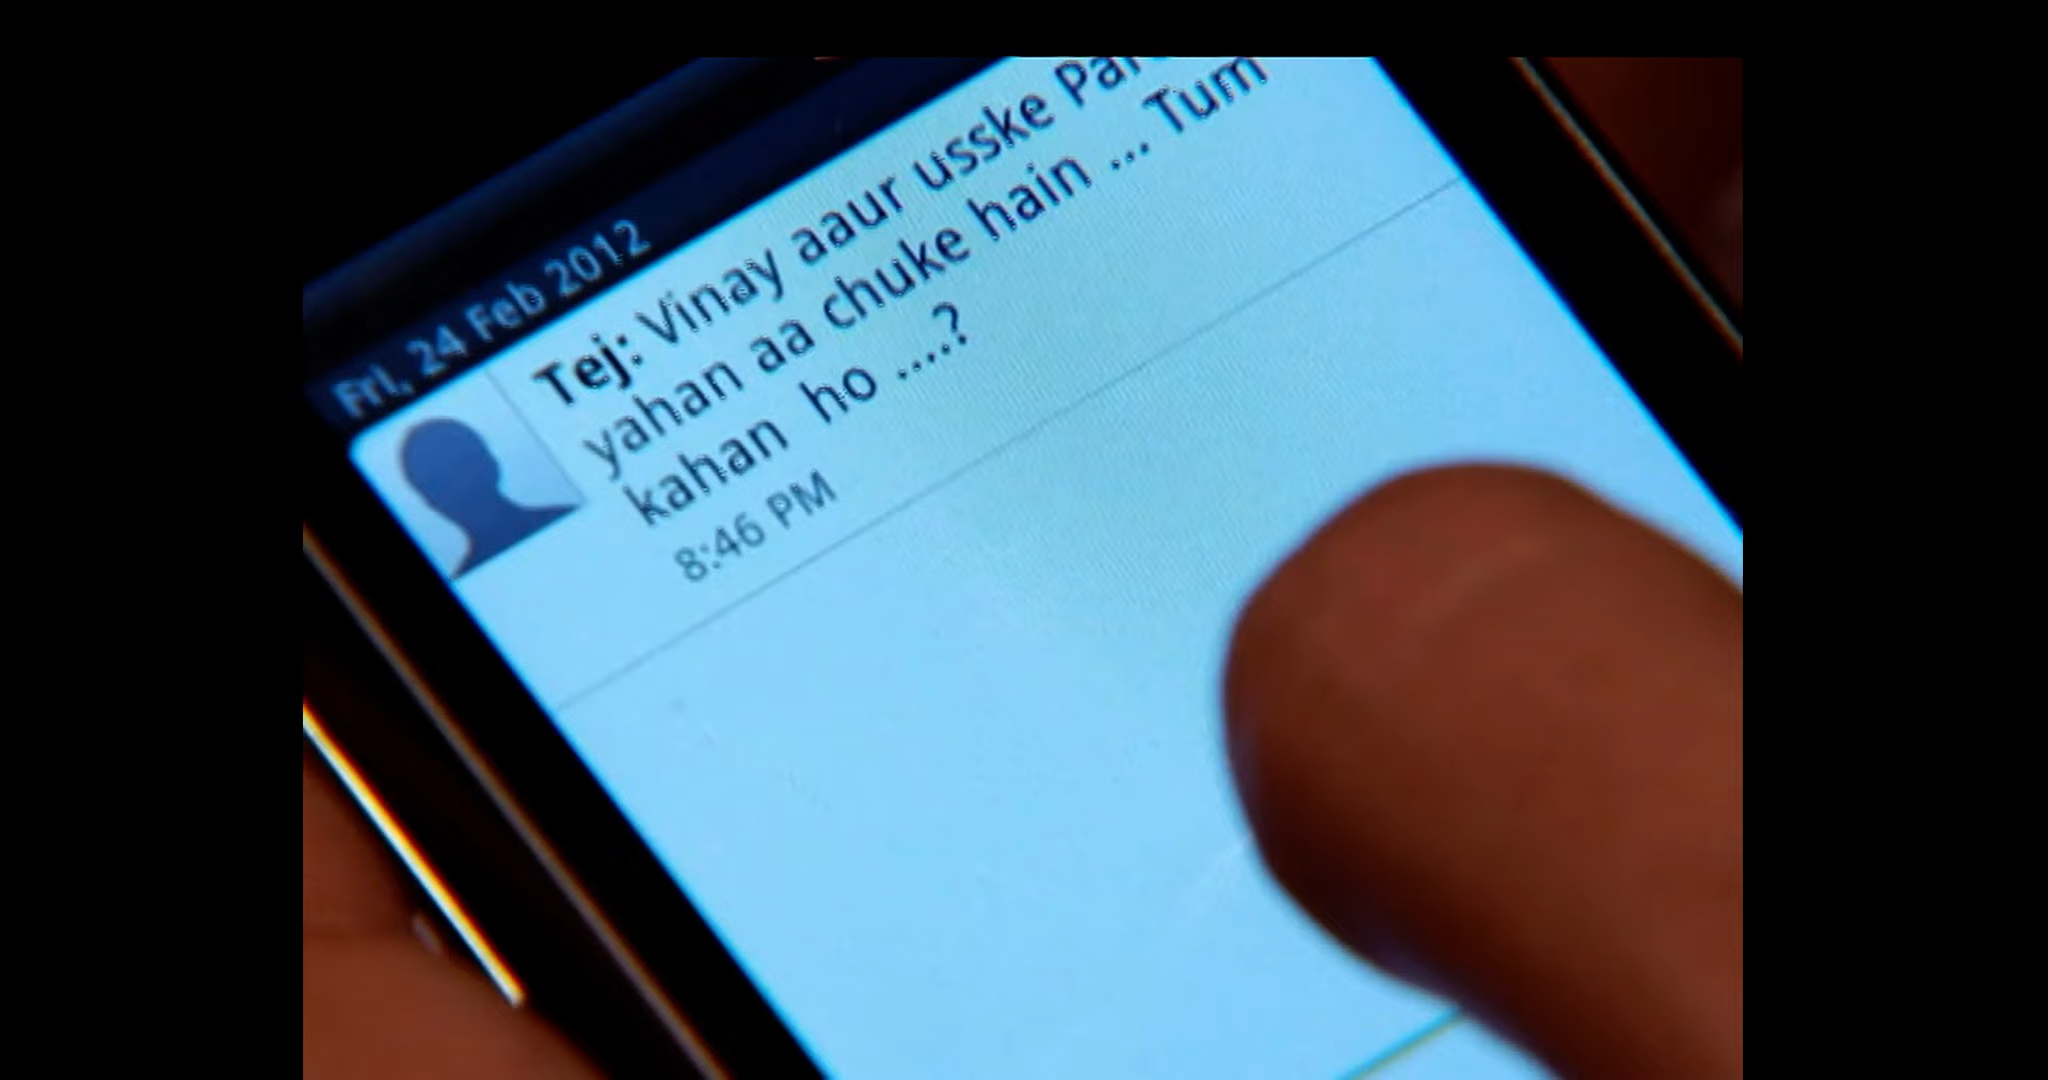 Fri, 24 Feb 2012
Tej: Vinay aaur usske
yahan aa chuke hain ... Tum
kahan ho ....?
8:46 PM